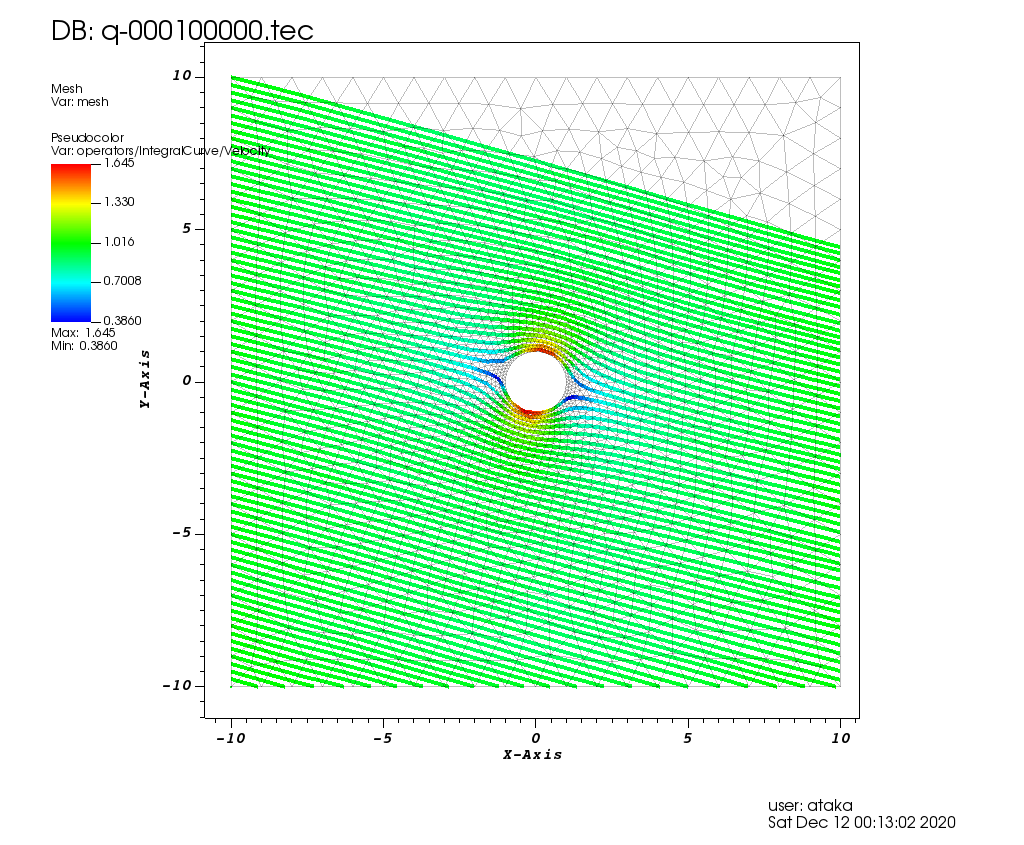 DB: q-000100000.tec
Mesh
Var: mesh
Pseudocolor
Var: operators/IntegralCurve/Velocity
1.645
1.330
1.016
0.7008
0.3860
Max: 1.645
Min: 0.3860
10
5
0
-5
-10
Y-Axis
-10 -5 0 5 10
X-Axis
user: ataka
Sat Dec 12 00:13:02 2020